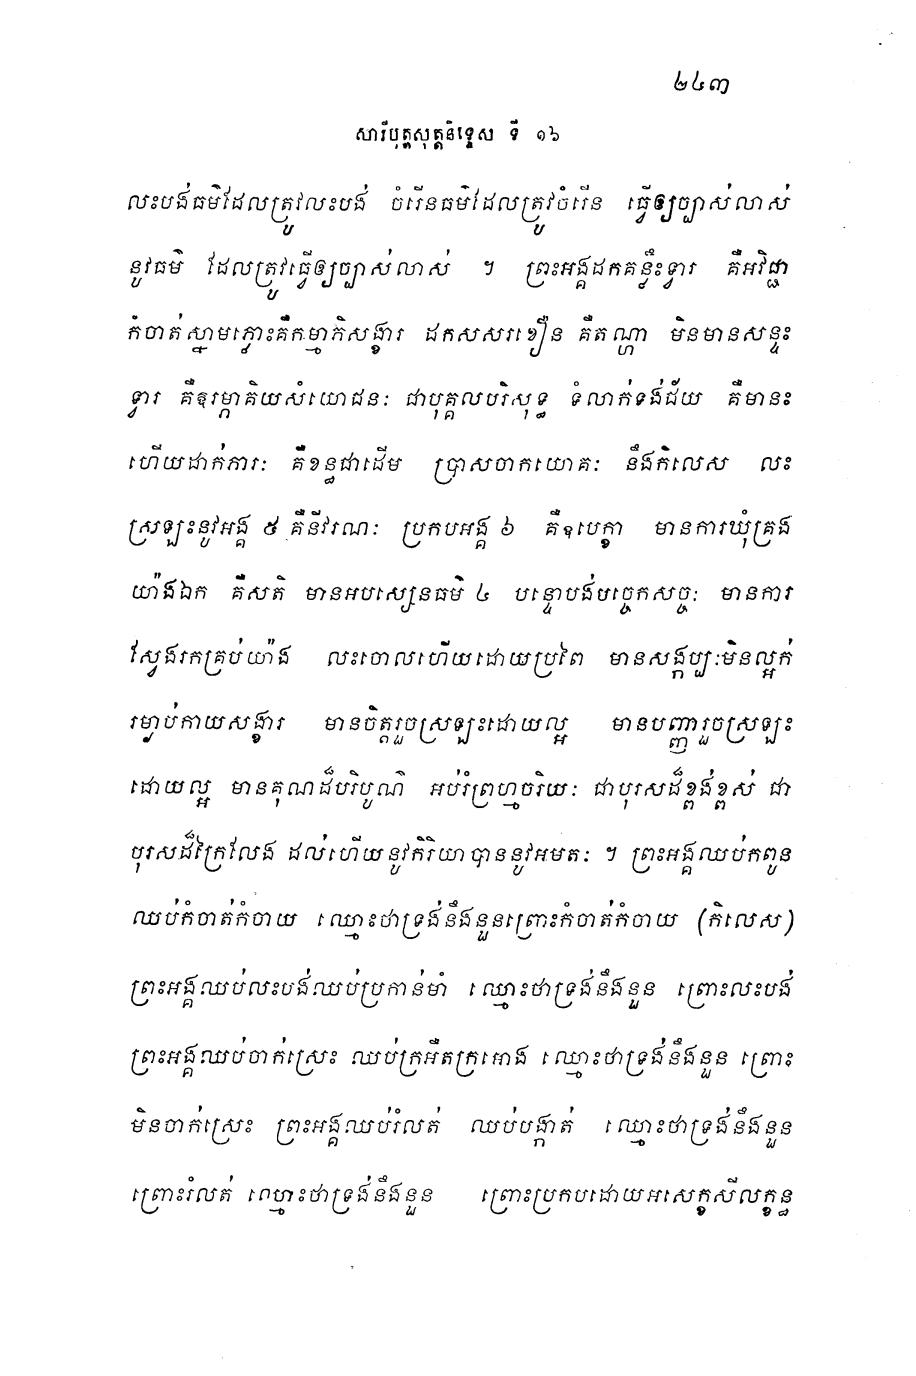 ២៤៣
សារីបុត្តសុត្តនិទ្ទេស ទី ១៦
លះបង់ធម៌ដែលត្រូវលះបង់ ចំរើនធម៌ដែលត្រូវចំរើន ធ្វើឲ្យច្បាស់លាស់
នូវធម៌ ដែលត្រូវធ្វើឲ្យច្បាស់លាស់ ។ ព្រះអង្គដកគន្លឹះទ្វារ គឺអវិជ្ជា
កំចាត់ស្នាមភ្លោះគឺកម្មាភិសង្ខារ ដកសសរខឿន គឺតណ្ហា មិនមានសន្ទះ
ទ្វារ គឺឱរម្ភាគិយសំយោជនៈ ជាបុគ្គលបរិសុទ្ធ ទំលាក់ទង់ជ័យ គឺមានះ
ហើយដាក់ភារៈ គឺខន្ធជាដើម ប្រាសចាកយោគៈ នឹងកិលេស លះ
ស្រឡះនូវអង្គ ៥ គឺនីវរណៈ ប្រកបអង្គ ៦ គឺឧបេក្ខា មានការឃុំគ្រង
យ៉ាងឯក គឺសតិ មានអបស្សេនធម៌ ៤ បន្ទោបង់បច្ចេកសច្ចៈ មានការ
ស្វែងរកគ្រប់យ៉ាង លះចោលហើយដោយប្រពៃ មានសង្កប្បៈមិនល្អក់
រម្ងាប់កាយសង្ខារ មានចិត្តរួចស្រឡះដោយល្អ មានបញ្ញារួចស្រឡះ
ដោយល្អ មានគុណដ៏បរិបូណ៌ អប់រំព្រហ្មចរិយៈ ជាបុរសដ៏ខ្ពង់ខ្ពស់ ជា
បុរសដ៏ក្រៃលែង ដល់ហើយនូវកិរិយាបាននូវអមតៈ ។ ព្រះអង្គឈប់កពូន
ឈប់កំចាត់កំចាយ ឈ្មោះថាទ្រង់នឹងនួនព្រោះកំចាត់កំចាយ (កិលេស)
ព្រះអង្គឈប់លះបង់ឈប់ប្រកាន់មាំ ឈ្មោះថាទ្រង់នឹងនួន ព្រោះលះបង់
ព្រះអង្គឈប់ចាក់ស្រេះ ឈប់ក្រអឺតក្រអោង ឈ្មោះថាទ្រង់នឹងនួន ព្រោះ
មិនចាក់ស្រេះ ព្រះអង្គឈប់រំលត់ ឈប់បង្កាត់ ឈ្មោះថាទ្រង់នឹងនួន
ព្រោះរំលត់ ឈ្មោះថាទ្រង់នឹងនួន ព្រោះប្រកបដោយអសេក្ខសីលក្ខន្ធ